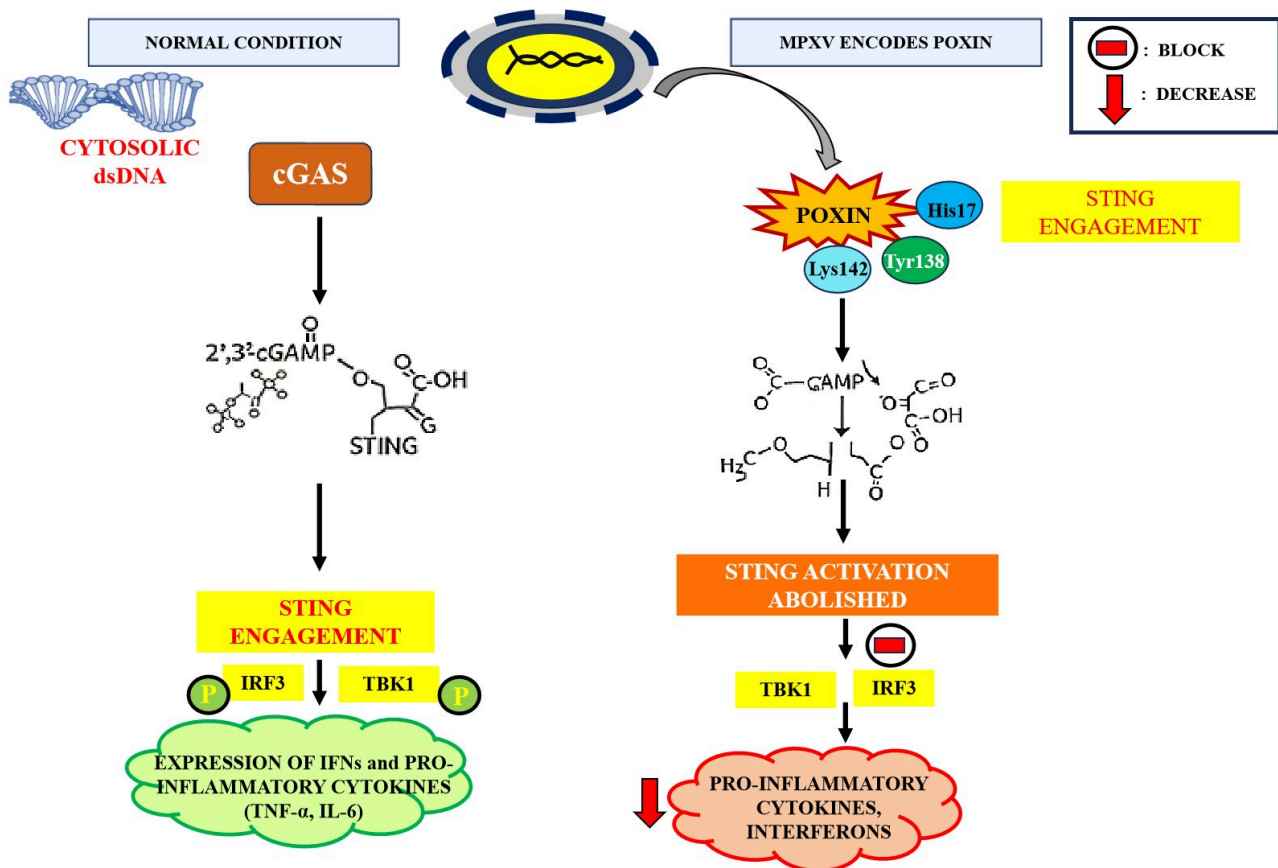 NORMAL CONDITION
CYTOSOLIC
dsDNA
cGAS
2',3'-cGAMP
O
O
O
C-OH
G
STING
STING
ENGAGEMENT
P
IRF3
TBK1
P
EXPRESSION OF IFNs and PRO-
INFLAMMATORY CYTOKINES
(TNF-α, IL-6)
MPXV ENCODES POXIN
: BLOCK
: DECREASE
POXIN
His17
Tyr138
Lys142
STING
ENGAGEMENT
O
C
O
GAMP
O
C=O
C-OH
O
HzC
O
H
O
C
O
STING ACTIVATION
ABOLISHED
TBK1
IRF3
PRO-INFLAMMATORY
CYTOKINES,
INTERFERONS